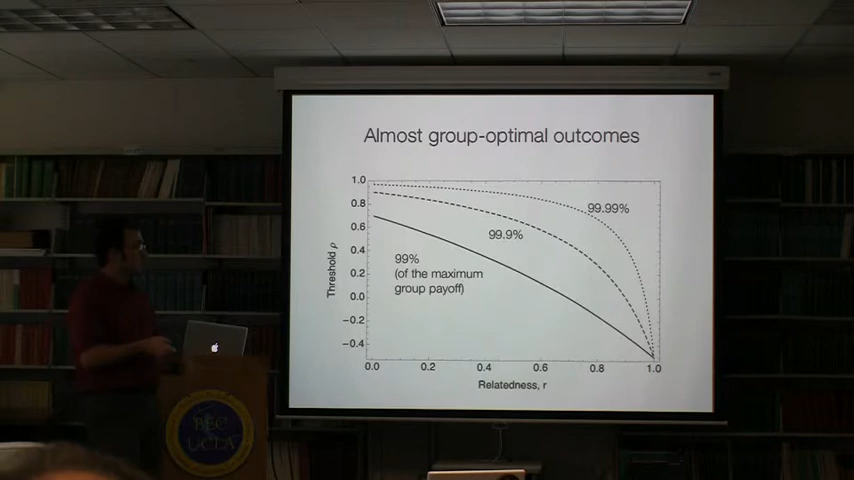 Almost group-optimal outcomes
1.0
0.8
0.6
0.4
0.2
0.0
−0.2
−0.4
Threshold ρ
99.99%
99.9%
99%
(of the maximum
group payoff)
0.0 0.2 0.4 0.6 0.8 1.0
Relatedness, r
BEC
UCLA